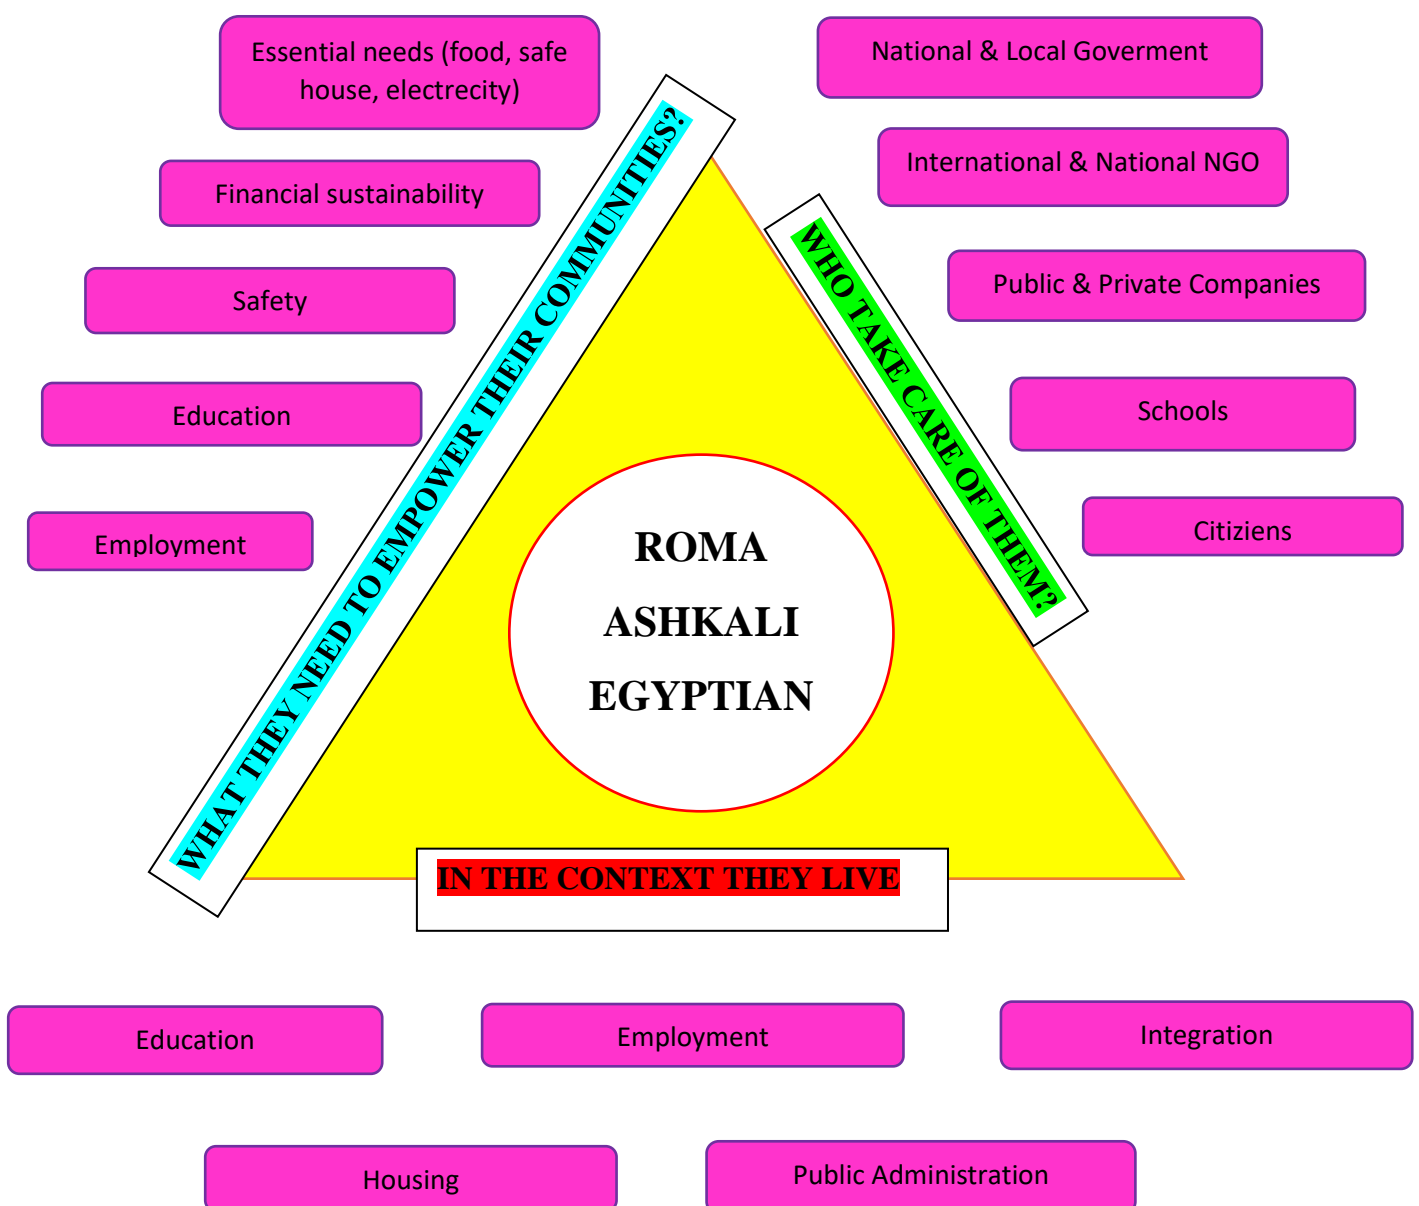 Essential needs (food, safe
house, electrecity)
Financial sustainability
Safety
Education
Employment
WHAT THEY NEED TO EMPOWER THEIR COMMUNITIES?
National & Local Goverment
International & National NGO
Public & Private Companies
Schools
Citiziens
WHO TAKE CARE OF THEM?
ROMA
ASHKALI
EGYPTIAN
IN THE CONTEXT THEY LIVE
Education
Employment
Integration
Housing
Public Administration